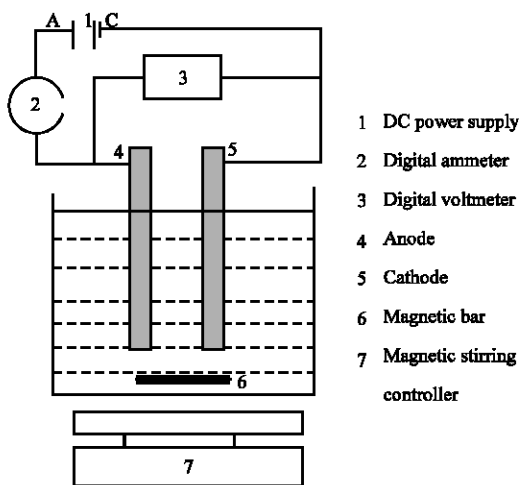 A 1 C
2
3
4
5
6
7
1 DC power supply
2 Digital ammeter
3 Digital voltmeter
4 Anode
5 Cathode
6 Magnetic bar
7 Magnetic stirring
controller